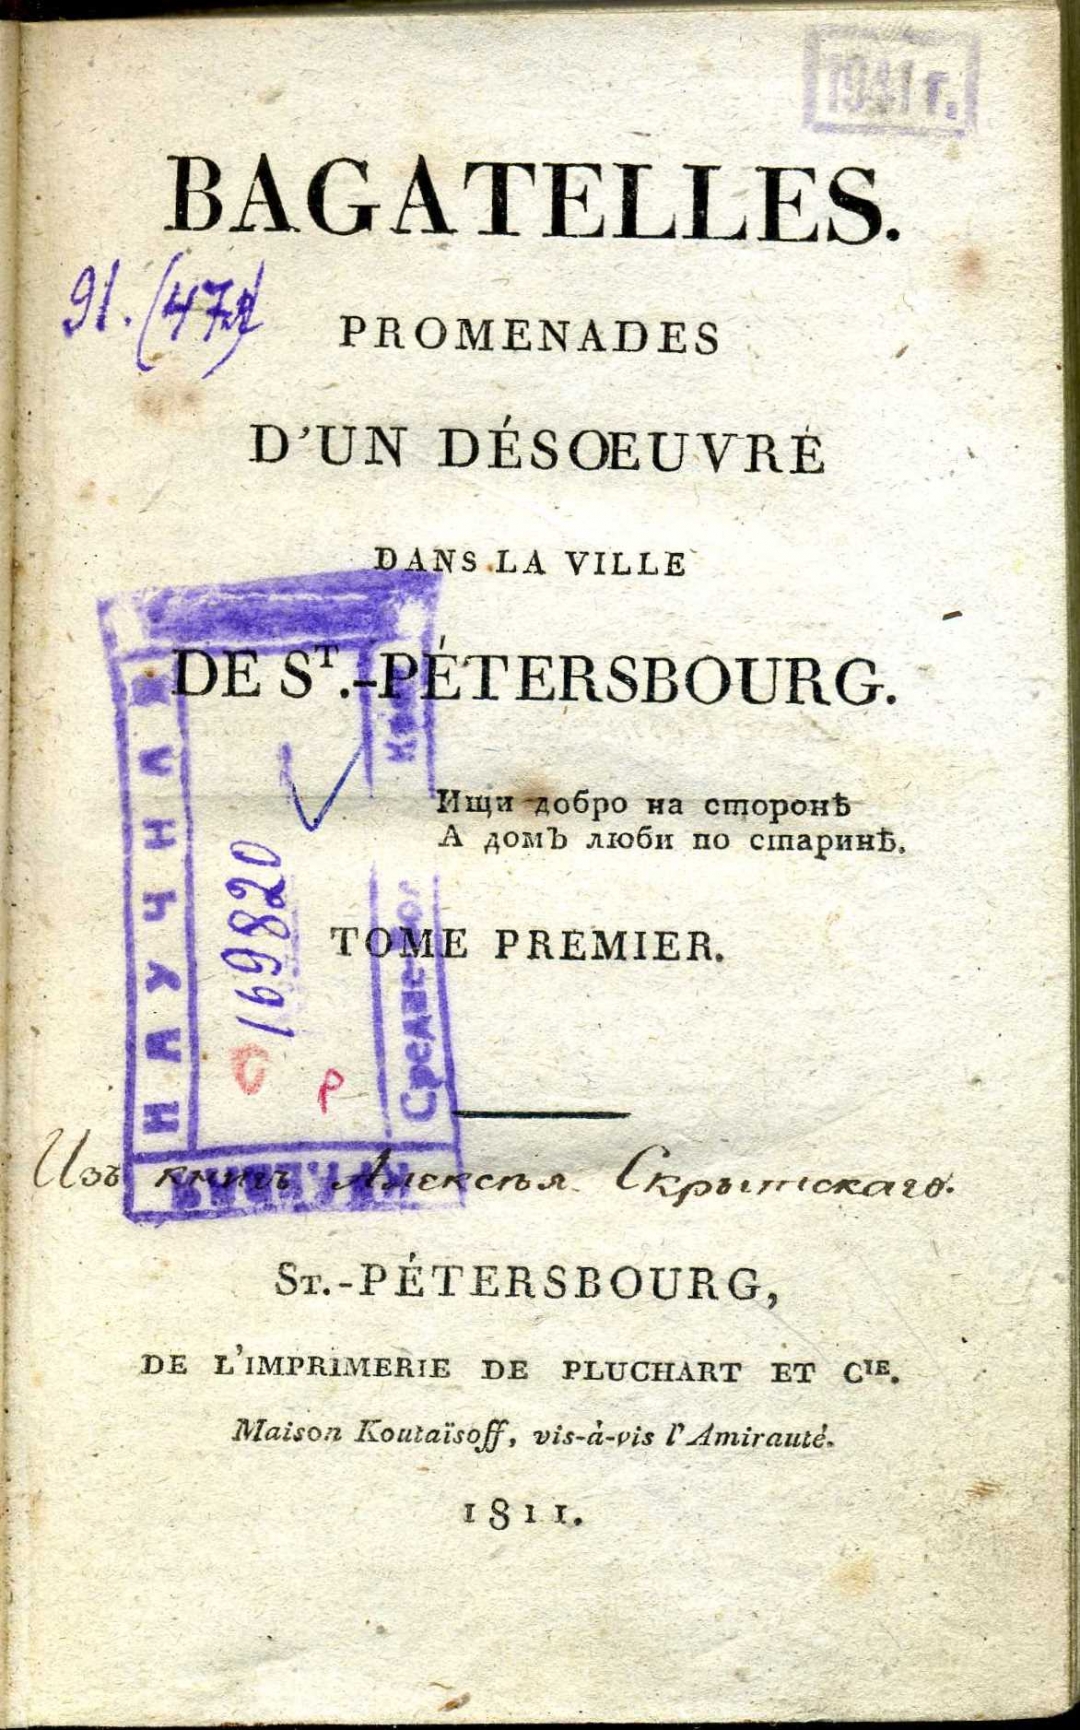 1941 г.
BAGATELLES.
91.(47л)
PROMENADES
D'UN DÉSŒUVRÉ
DANS LA VILLE
DE Sᵀ.-PÉTERSBOURG.
Ищи добро на сторонѣ
А домъ люби по старинѣ.
169820
TOME PREMIER.
Р
Изъ книгъ Алексѣя Скрытскаго.
St.-PÉTERSBOURG,
DE L'IMPRIMERIE DE PLUCHART ET Cᴵᴱ.
Maison Koutaïsoff, vis-à-vis l'Amirauté.
1811.